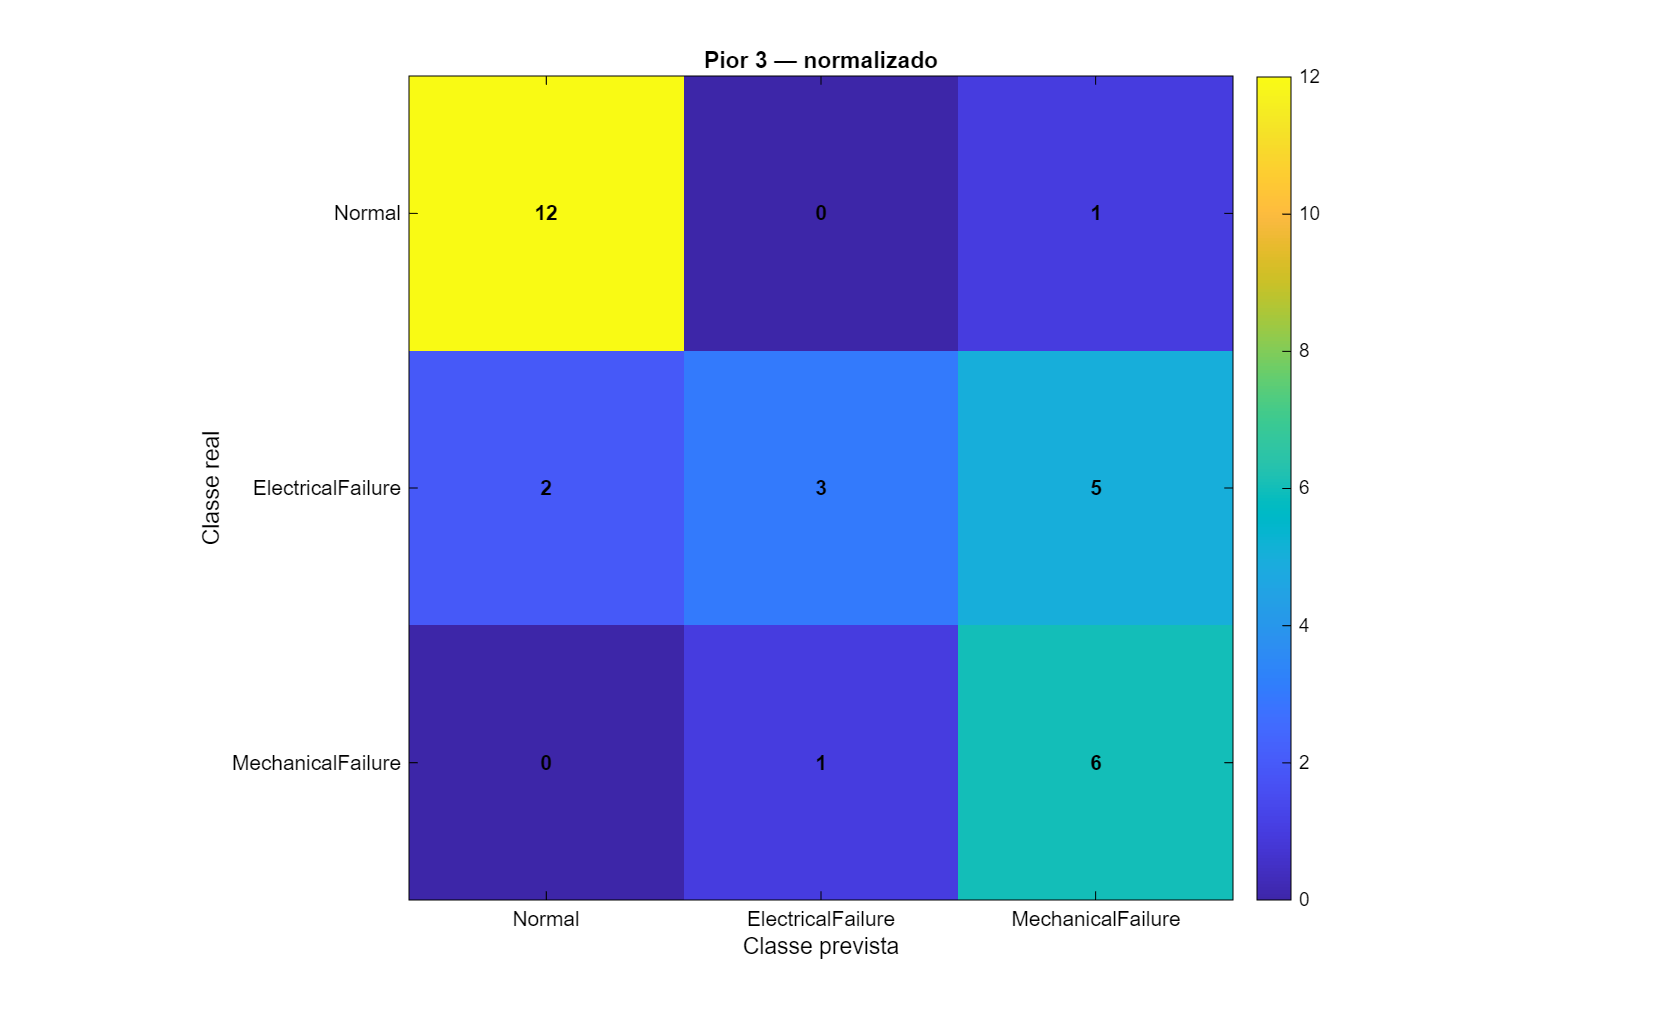 Pior 3 — normalizado
12
Normal
12
0
1
10
8
Classe real
ElectricalFailure
2
3
5
6
4
MechanicalFailure
0
1
6
2
0
Normal
ElectricalFailure
MechanicalFailure
Classe prevista